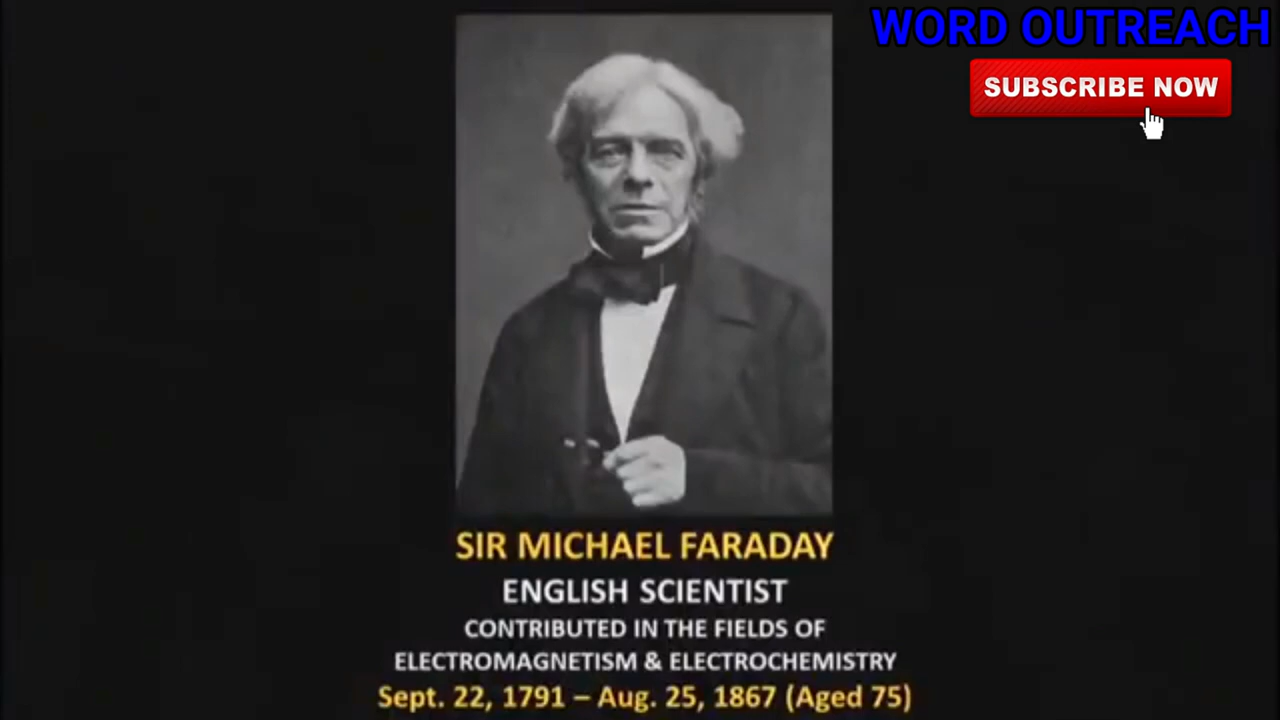 WORD OUTREACH
SUBSCRIBE NOW
SIR MICHAEL FARADAY
ENGLISH SCIENTIST
CONTRIBUTED IN THE FIELDS OF
ELECTROMAGNETISM & ELECTROCHEMISTRY
Sept. 22, 1791 – Aug. 25, 1867 (Aged 75)